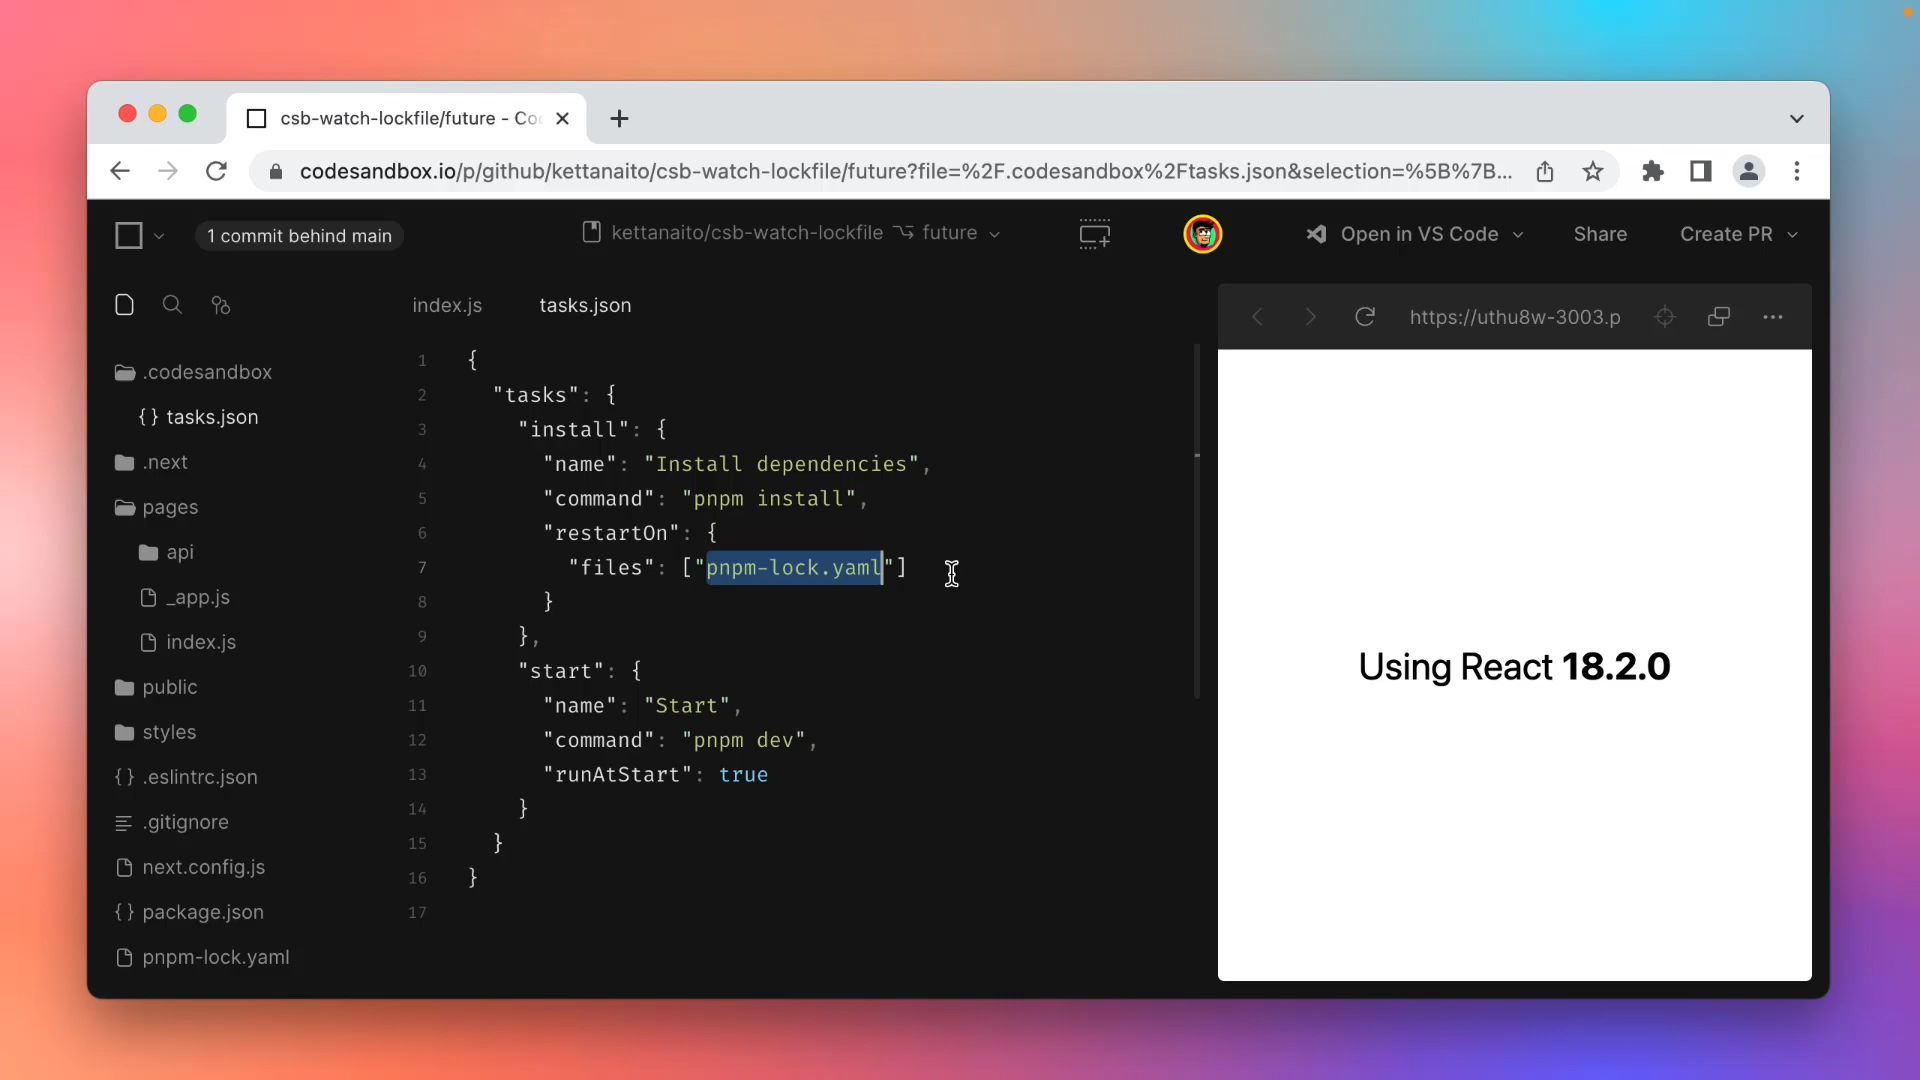 csb-watch-lockfile/future - Co
codesandbox.io/p/github/kettanaito/csb-watch-lockfile/future?file=%2F.codesandbox%2Ftasks.json&selection=%5B%7B...
1 commit behind main
kettanaito/csb-watch-lockfile future
Open in VS Code
Share
Create PR
.codesandbox
{} tasks.json
.next
pages
api
_app.js
index.js
public
styles
{} .eslintrc.json
.gitignore
next.config.js
{} package.json
pnpm-lock.yaml
index.js
tasks.json
1 {
2 "tasks": {
3 "install": {
4 "name": "Install dependencies",
5 "command": "pnpm install",
6 "restartOn": {
7 "files": ["pnpm-lock.yaml"]
8 }
9 },
10 "start": {
11 "name": "Start",
12 "command": "pnpm dev",
13 "runAtStart": true
14 }
15 }
16 }
17
https://uthu8w-3003.p
Using React 18.2.0